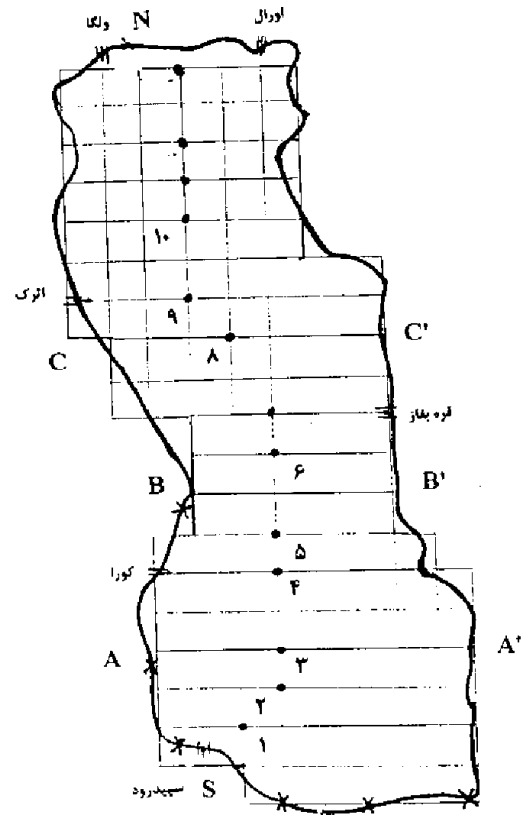 N
ولگا
اورال
۱۰
اترک
۹
۸
C
C'
قره بغاز
۶
B
B'
۵
کورا
۴
A
A'
۳
۲
۱
سپیدرود
S